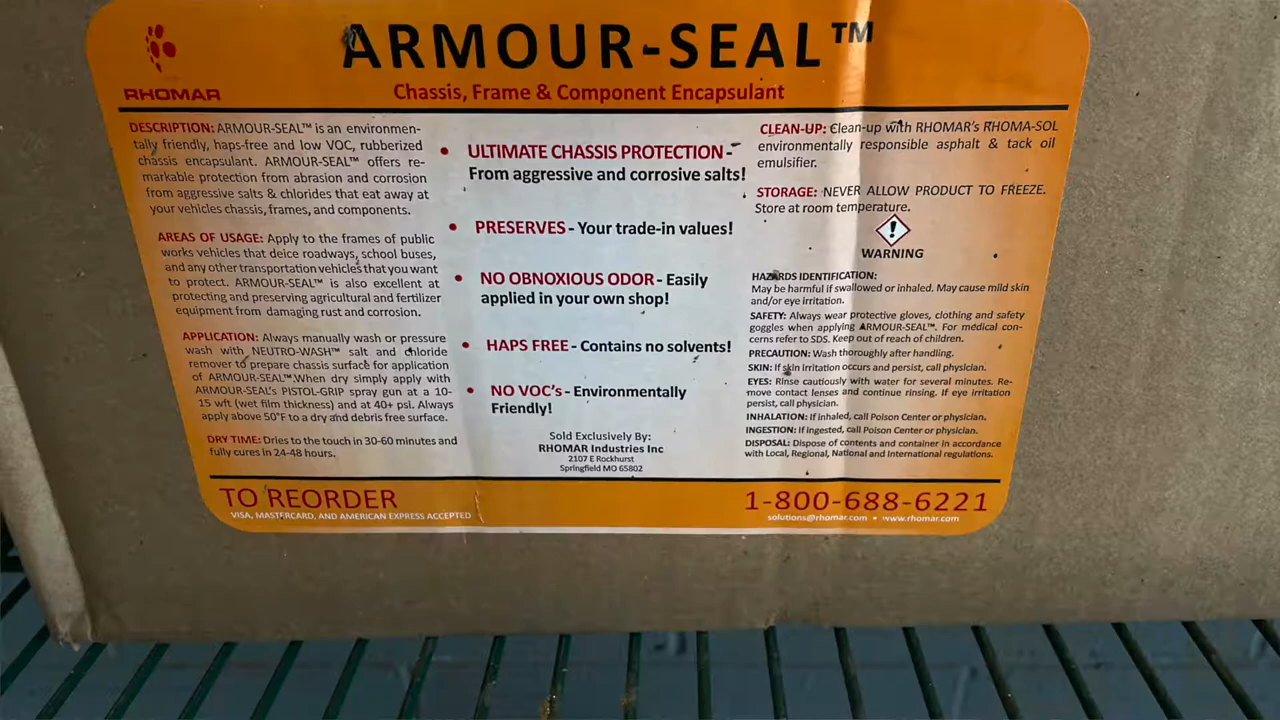 ARMOUR-SEAL™
RHOMAR
Chassis, Frame & Component Encapsulant
DESCRIPTION: ARMOUR-SEAL™ is an environmen-
tally friendly, haps-free and low VOC, rubberized
chassis encapsulant. ARMOUR-SEAL™ offers re-
markable protection from abrasion and corrosion
from aggressive salts & chlorides that eat away at
your vehicles chassis, frames, and components.
AREAS OF USAGE: Apply to the frames of public
works vehicles that deice roadways, school buses,
and any other transportation vehicles that you want
to protect. ARMOUR-SEAL™ is also excellent at
protecting and preserving agricultural and fertilizer
equipment from damaging rust and corrosion.
APPLICATION: Always manually wash or pressure
wash with NEUTRO-WASH™ salt and chloride
remover to prepare chassis surface for application
of ARMOUR-SEAL™.When dry simply apply with
ARMOUR-SEAL's PISTOL-GRIP spray gun at a 10-
15 wft (wet film thickness) and at 40+ psi. Always
apply above 50°F to a dry and debris free surface.
DRY TIME: Dries to the touch in 30-60 minutes and
fully cures in 24-48 hours.
• ULTIMATE CHASSIS PROTECTION -
From aggressive and corrosive salts!
• PRESERVES - Your trade-in values!
• NO OBNOXIOUS ODOR - Easily
applied in your own shop!
• HAPS FREE - Contains no solvents!
• NO VOC's - Environmentally
Friendly!
Sold Exclusively By:
RHOMAR Industries Inc
2107 E Rockhurst
Springfield MO 65802
CLEAN-UP: Clean-up with RHOMAR's RHOMA-SOL
environmentally responsible asphalt & tack oil
emulsifier.
STORAGE: NEVER ALLOW PRODUCT TO FREEZE.
Store at room temperature.
WARNING
HAZARDS IDENTIFICATION:
May be harmful if swallowed or inhaled. May cause mild skin
and/or eye irritation.
SAFETY: Always wear protective gloves, clothing and safety
goggles when applying ARMOUR-SEAL™. For medical con-
cerns refer to SDS. Keep out of reach of children.
PRECAUTION: Wash thoroughly after handling.
SKIN: If skin irritation occurs and persist, call physician.
EYES: Rinse cautiously with water for several minutes. Re-
move contact lenses and continue rinsing. If eye irritation
persist, call physician.
INHALATION: If inhaled, call Poison Center or physician.
INGESTION: If ingested, call Poison Center or physician.
DISPOSAL: Dispose of contents and container in accordance
with Local, Regional, National and International regulations.
TO REORDER
VISA, MASTERCARD, AND AMERICAN EXPRESS ACCEPTED
1-800-688-6221
solutions@rhomar.com • www.rhomar.com